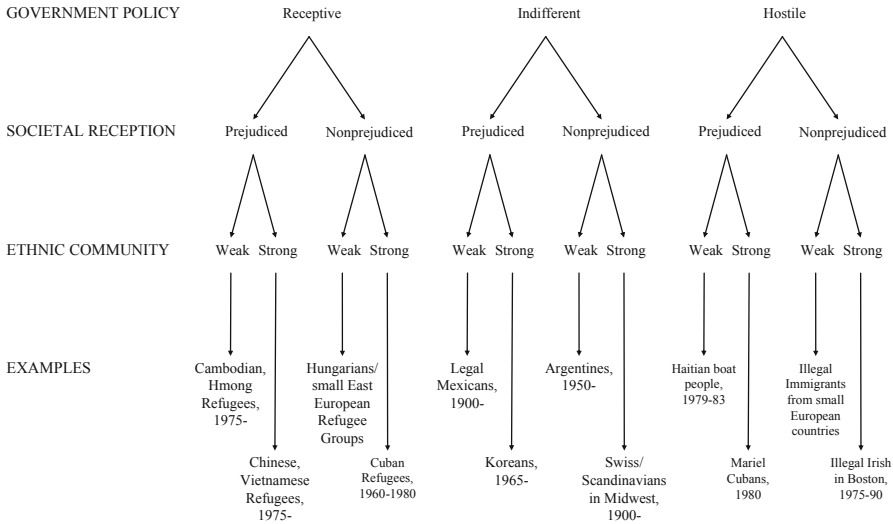 GOVERNMENT POLICY Receptive Indifferent Hostile
SOCIETAL RECEPTION Prejudiced Nonprejudiced Prejudiced Nonprejudiced Prejudiced Nonprejudiced
ETHNIC COMMUNITY Weak Strong Weak Strong Weak Strong Weak Strong Weak Strong Weak Strong
EXAMPLES
Cambodian,
Hmong
Refugees,
1975-
Chinese,
Vietnamese
Refugees,
1975-
Hungarians/
small East
European
Refugee
Groups
Cuban
Refugees,
1960-1980
Legal
Mexicans,
1900-
Koreans,
1965-
Argentines,
1950-
Swiss/
Scandinavians
in Midwest,
1900-
Haitian boat
people,
1979-83
Mariel
Cubans,
1980
Illegal
Immigrants
from small
European
countries
Illegal Irish
in Boston,
1975-90